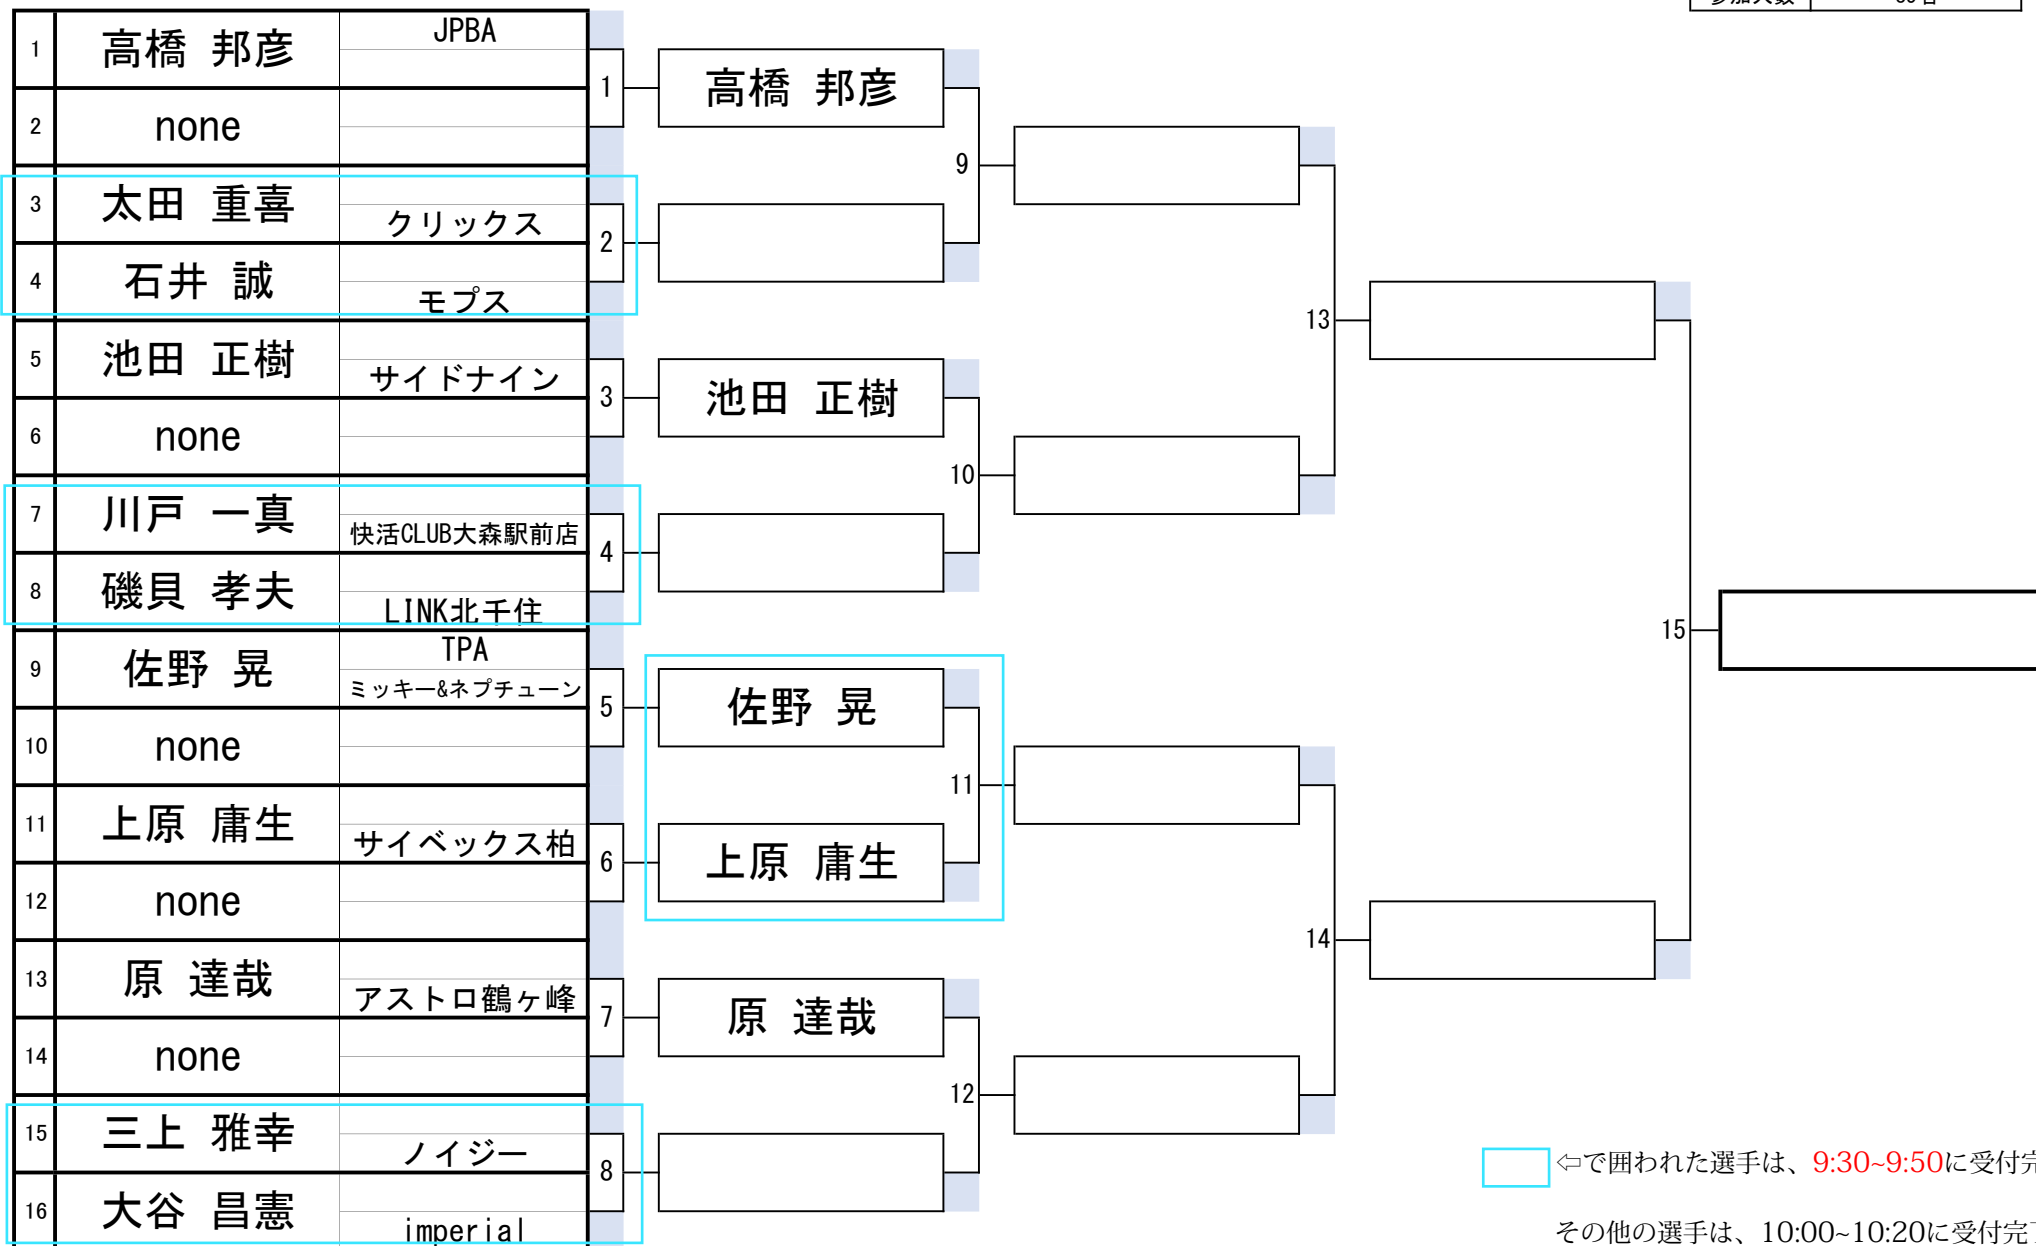 1 高橋 邦彦 JPBA
2 none
3 太田 重喜 クリックス
4 石井 誠 モプス
5 池田 正樹 サイドナイン
6 none
7 川戸 一真 快活CLUB大森駅前店
8 磯貝 孝夫 LINK北千住
9 佐野 晃 TPA
ミッキー&ネプチューン
10 none
11 上原 庸生 サイベックス柏
12 none
13 原 達哉 アストロ鶴ヶ峰
14 none
15 三上 雅幸 ノイジー
16 大谷 昌憲 imperial
1 高橋 邦彦
2
3 池田 正樹
4
5 佐野 晃
6 上原 庸生
7 原 達哉
8
9
10
11
12
13
14
15
⇦で囲われた選手は、9:30~9:50に受付完
その他の選手は、10:00~10:20に受付完